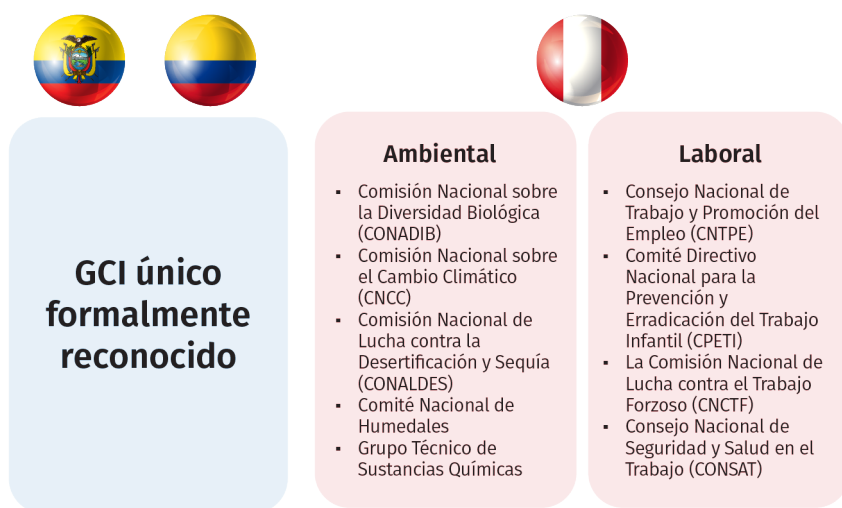 GCI único
formalmente
reconocido
Ambiental
▪ Comisión Nacional sobre
la Diversidad Biológica
(CONADIB)
▪ Comisión Nacional sobre
el Cambio Climático
(CNCC)
▪ Comisión Nacional de
Lucha contra la
Desertificación y Sequía
(CONALDES)
▪ Comité Nacional de
Humedales
▪ Grupo Técnico de
Sustancias Químicas
Laboral
▪ Consejo Nacional de
Trabajo y Promoción del
Empleo (CNTPE)
▪ Comité Directivo
Nacional para la
Prevención y
Erradicación del Trabajo
Infantil (CPETI)
▪ La Comisión Nacional de
Lucha contra el Trabajo
Forzoso (CNCTF)
▪ Consejo Nacional de
Seguridad y Salud en el
Trabajo (CONSAT)